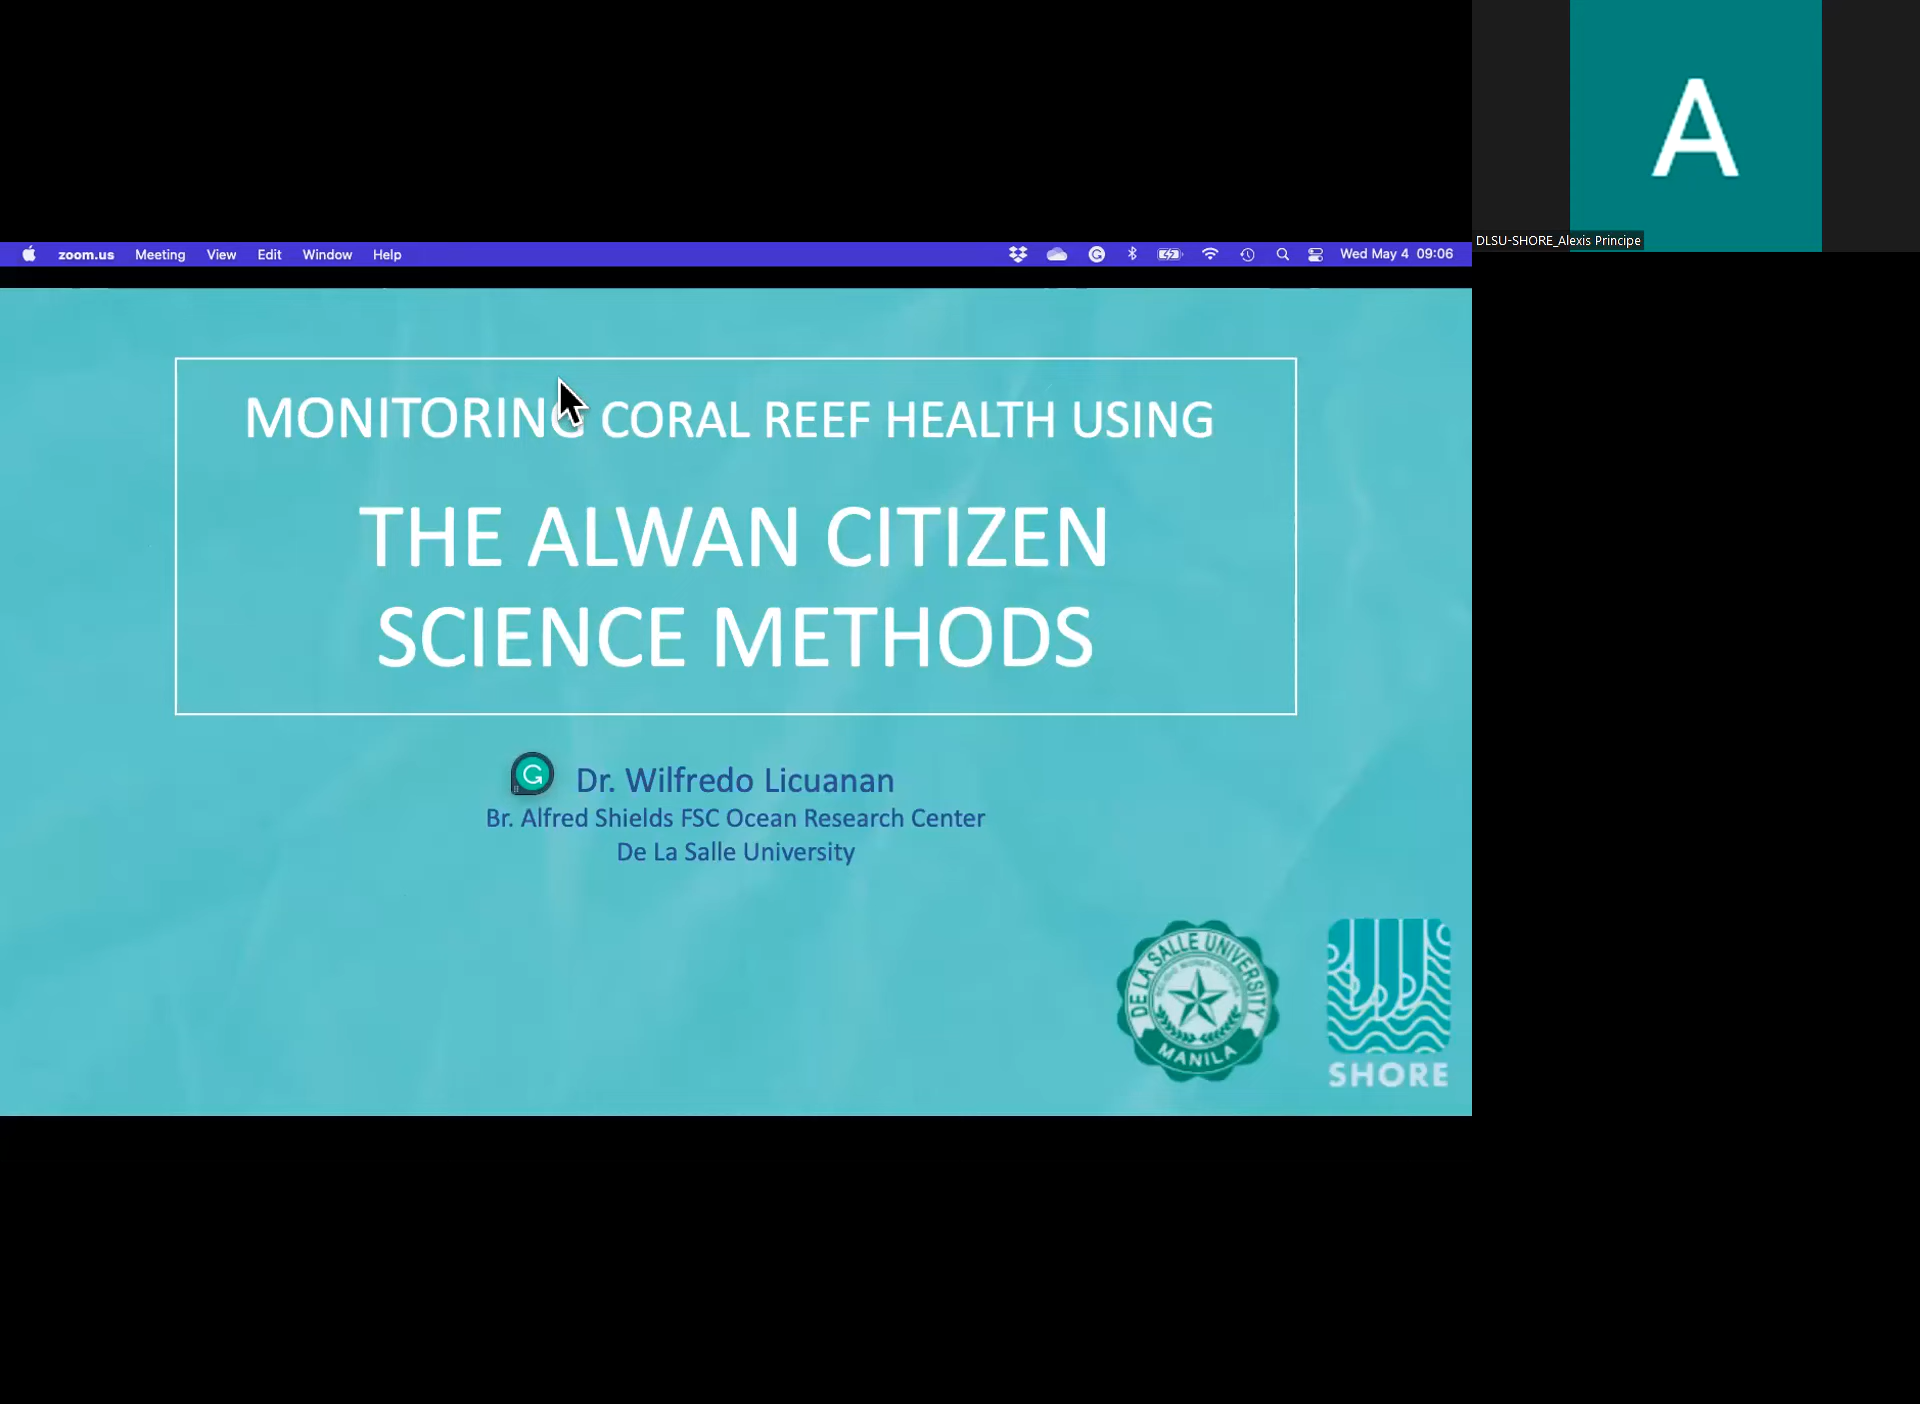 A
DLSU-SHORE_Alexis Principe
zoom.us Meeting View Edit Window Help Wed May 4 09:06
MONITORING CORAL REEF HEALTH USING
THE ALWAN CITIZEN
SCIENCE METHODS
Dr. Wilfredo Licuanan
Br. Alfred Shields FSC Ocean Research Center
De La Salle University
DE LA SALLE UNIVERSITY
MANILA
SHORE